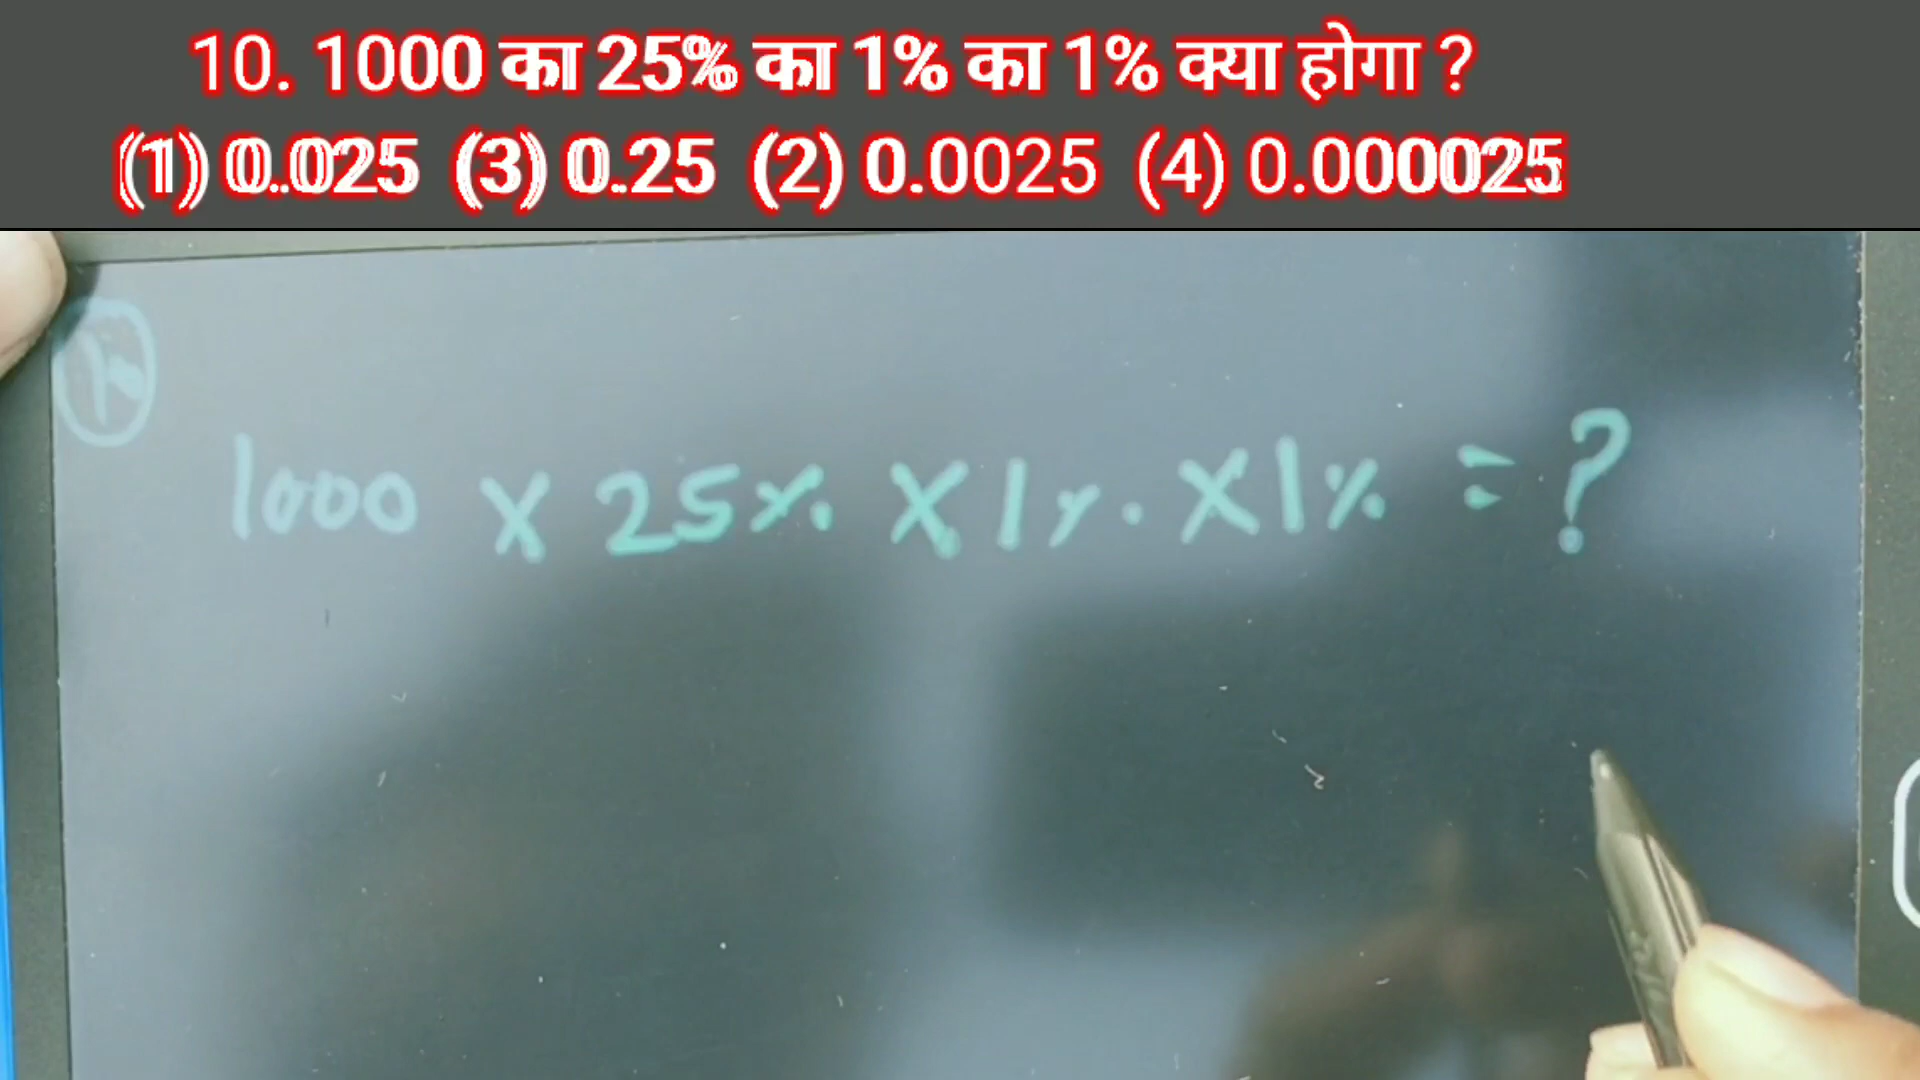 10. 1000 का 25% का 1% का 1% क्या होगा ?
(1) 0.025 (3) 0.25 (2) 0.0025 (4) 0.000025
10
1000 X 25% X 1% X 1% = ?